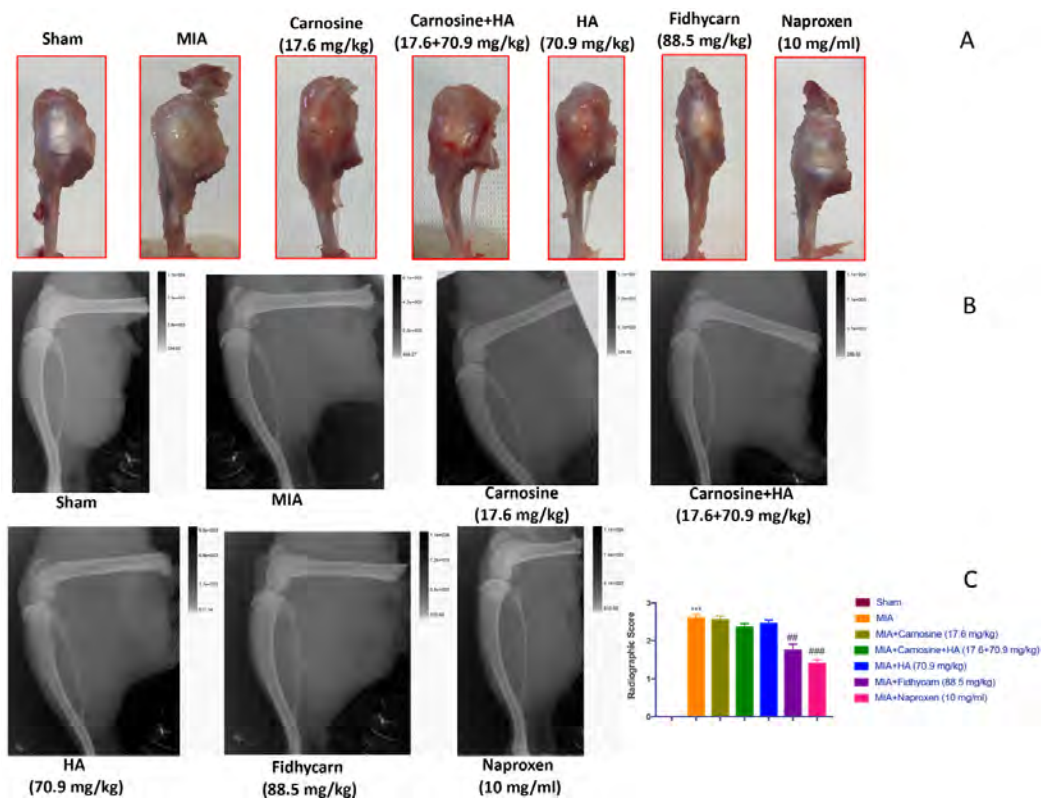 Sham
MIA
Carnosine
(17.6 mg/kg)
Carnosine+HA
(17.6+70.9 mg/kg)
HA
(70.9 mg/kg)
Fidhycarn
(88.5 mg/kg)
Naproxen
(10 mg/ml)
A
B
Sham
MIA
Carnosine
(17.6 mg/kg)
Carnosine+HA
(17.6+70.9 mg/kg)
HA
(70.9 mg/kg)
Fidhycarn
(88.5 mg/kg)
Naproxen
(10 mg/ml)
C
Radiographic Score
3
2
1
0
***
##
###
Sham
MIA
MIA+Carnosine (17.6 mg/kg)
MIA+Carnosine+HA (17.6+70.9 mg/kg)
MIA+HA (70.9 mg/kg)
MIA+Fidhycarn (88.5 mg/kg)
MIA+Naproxen (10 mg/ml)